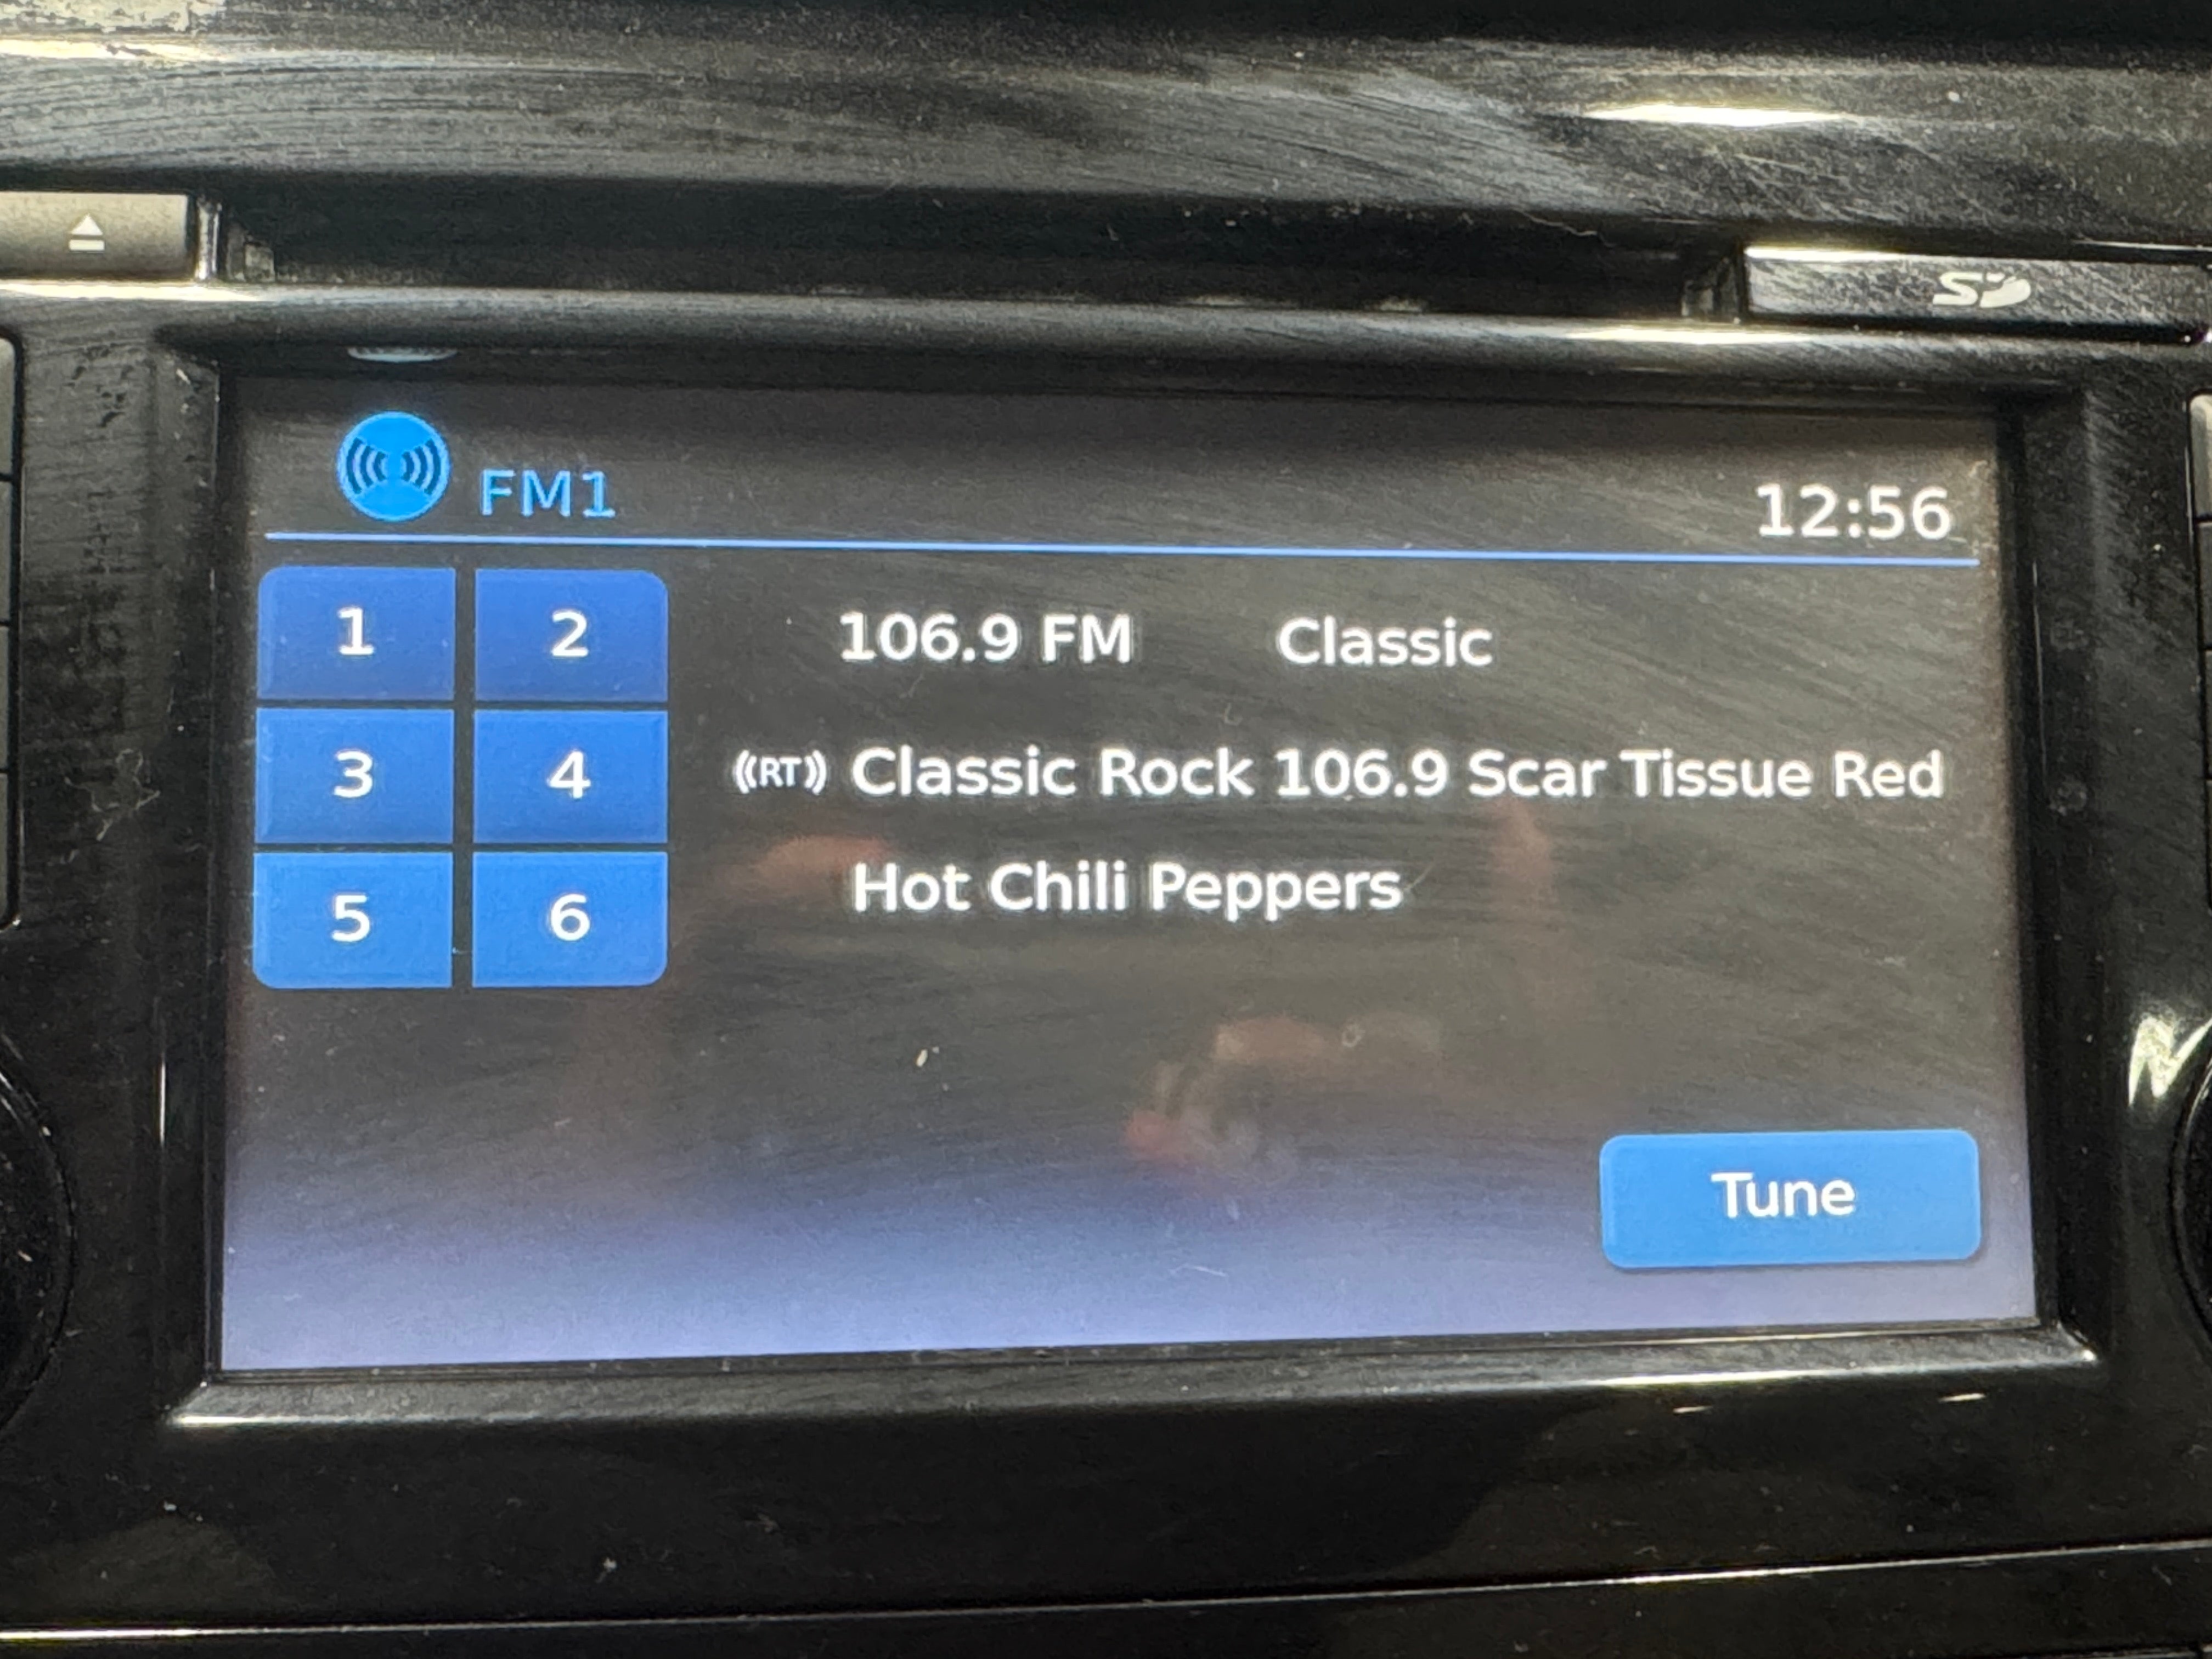 SD
FM1
12:56
1 2
106.9 FM Classic
3 4
((RT)) Classic Rock 106.9 Scar Tissue Red
Hot Chili Peppers
5 6
Tune